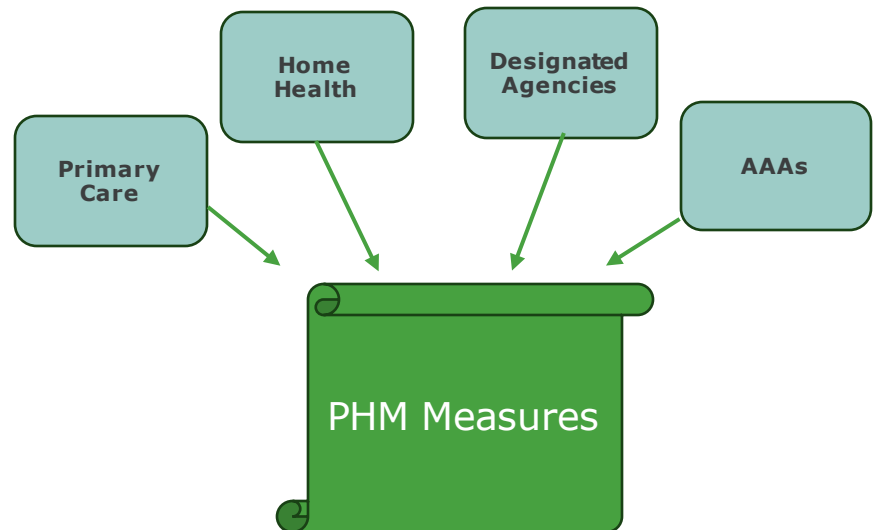 Primary
Care
Home
Health
Designated
Agencies
AAAs
PHM Measures